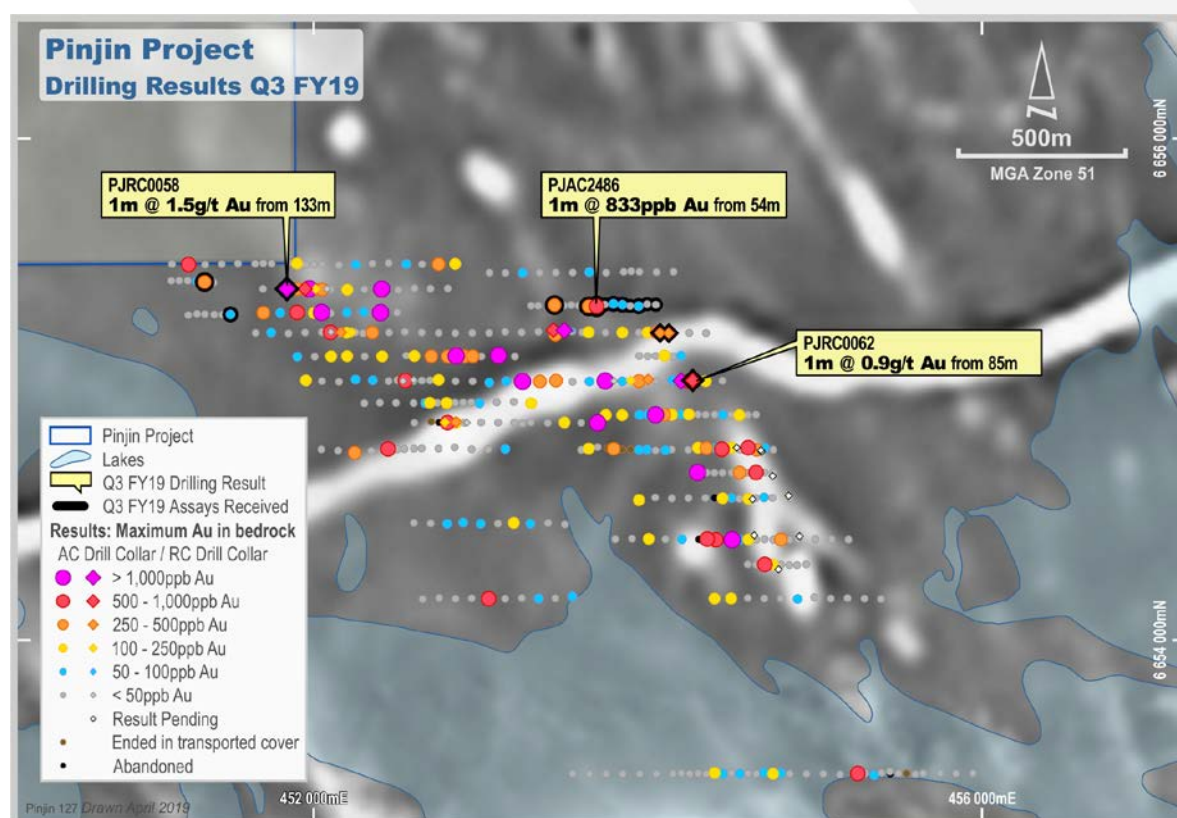 Pinjin Project
Drilling Results Q3 FY19
500m
MGA Zone 51
6 656 000mN
PJRC0058
1m @ 1.5g/t Au from 133m
PJAC2486
1m @ 833ppb Au from 54m
PJRC0062
1m @ 0.9g/t Au from 85m
Pinjin Project
Lakes
Q3 FY19 Drilling Result
Q3 FY19 Assays Received
Results: Maximum Au in bedrock
AC Drill Collar / RC Drill Collar
> 1,000ppb Au
500 - 1,000ppb Au
250 - 500ppb Au
100 - 250ppb Au
50 - 100ppb Au
< 50ppb Au
Result Pending
Ended in transported cover
Abandoned
6 654 000mN
452 000mE
456 000mE
Pinjin 127 Drawn April 2019